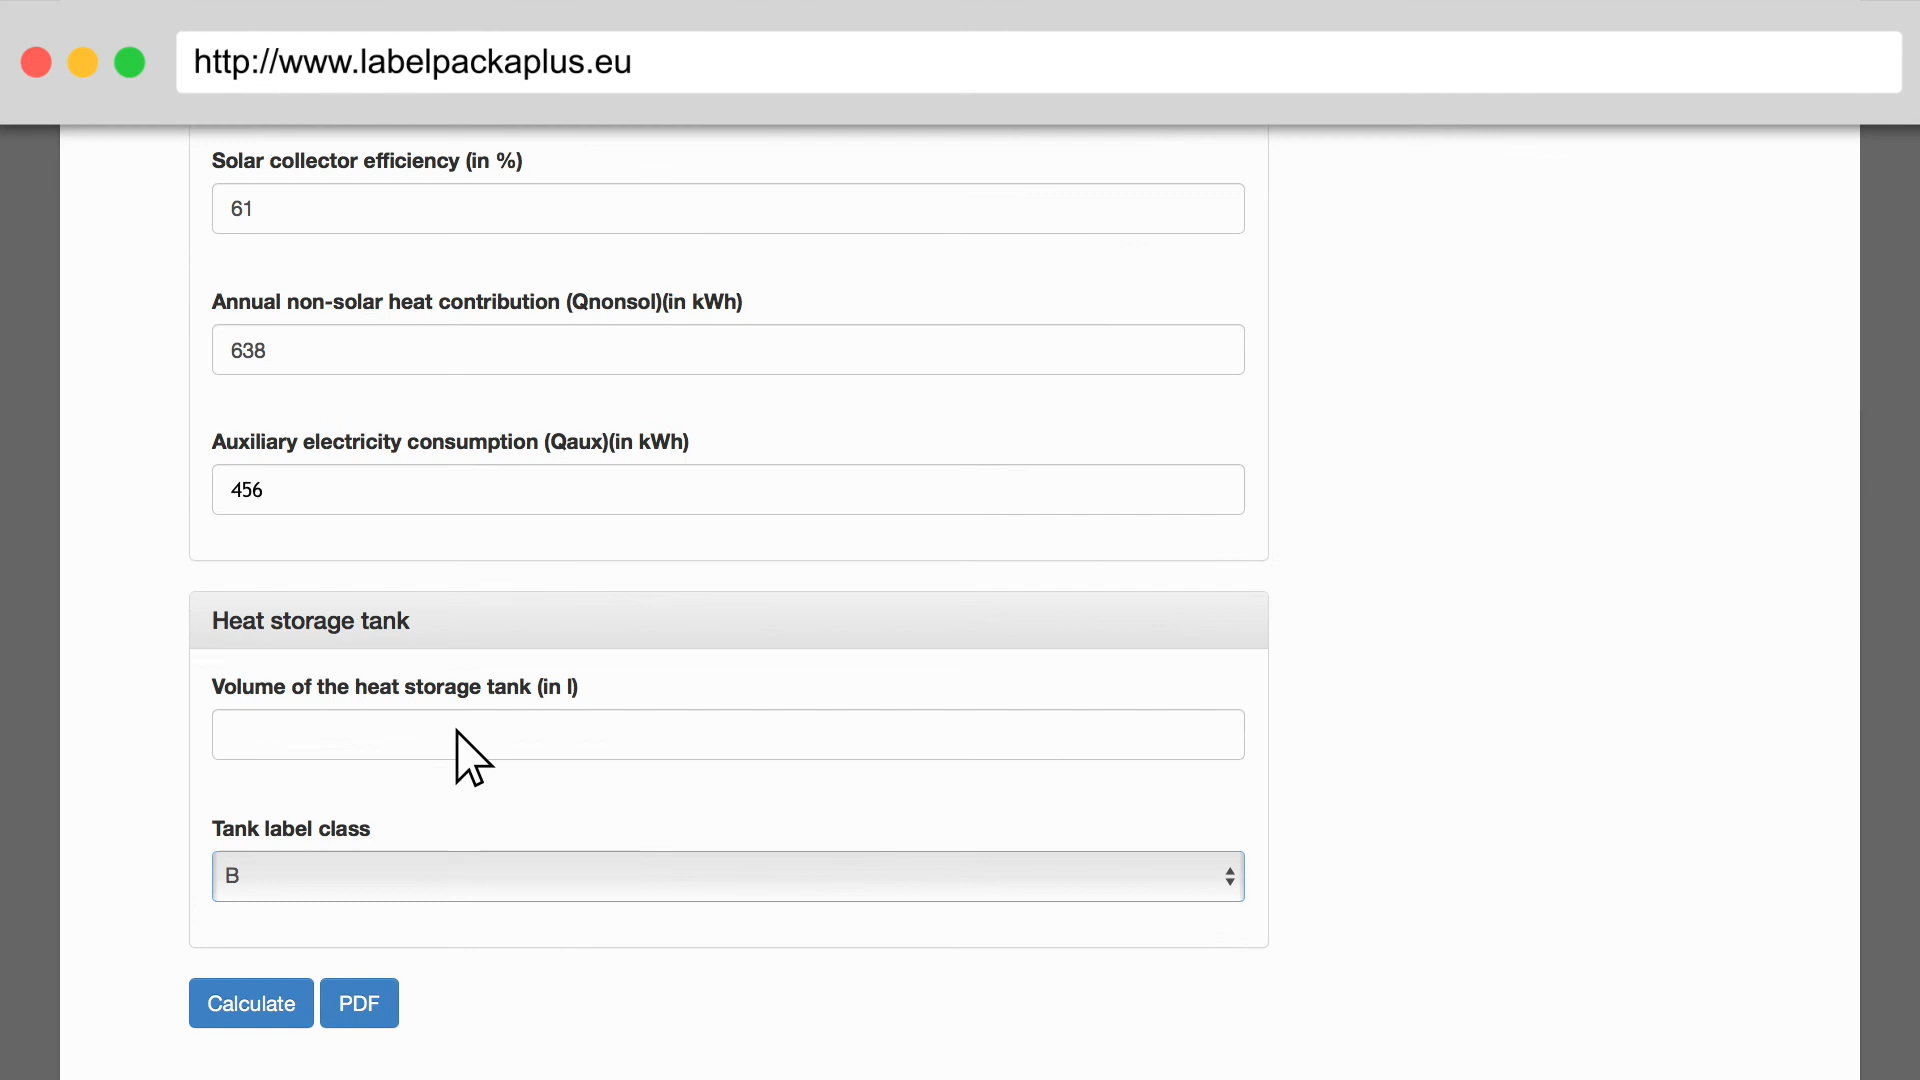 http://www.labelpackaplus.eu
Solar collector efficiency (in %)
61
Annual non-solar heat contribution (Qnonsol)(in kWh)
638
Auxiliary electricity consumption (Qaux)(in kWh)
456
Heat storage tank
Volume of the heat storage tank (in l)
Tank label class
B
Calculate PDF